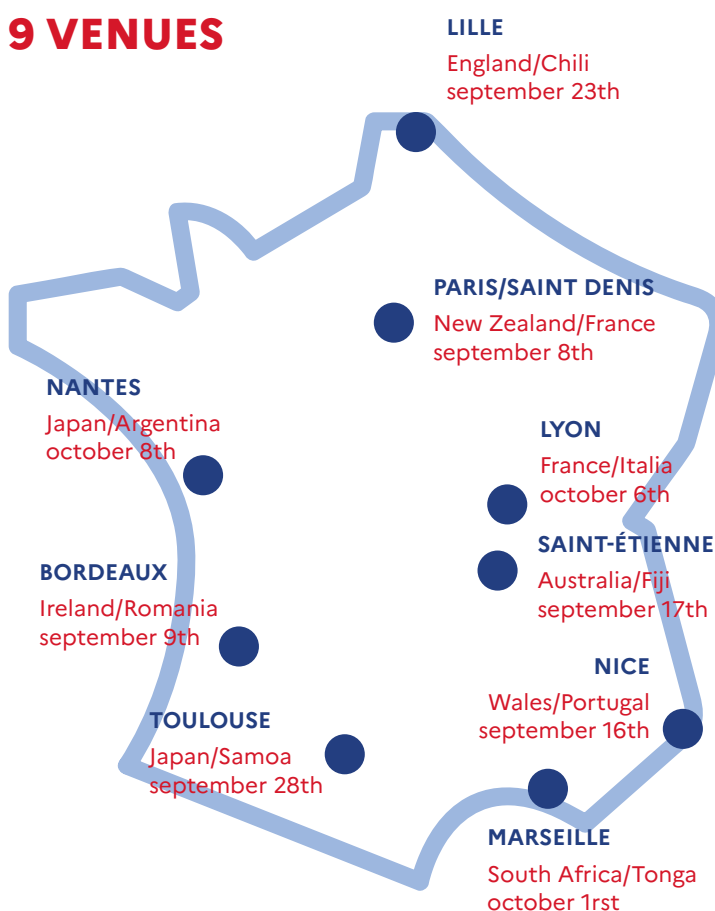 9 VENUES
LILLE
England/Chili
september 23th
PARIS/SAINT DENIS
New Zealand/France
september 8th
NANTES
Japan/Argentina
october 8th
LYON
France/Italia
october 6th
SAINT-ÉTIENNE
Australia/Fiji
september 17th
BORDEAUX
Ireland/Romania
september 9th
NICE
Wales/Portugal
september 16th
TOULOUSE
Japan/Samoa
september 28th
MARSEILLE
South Africa/Tonga
october 1rst